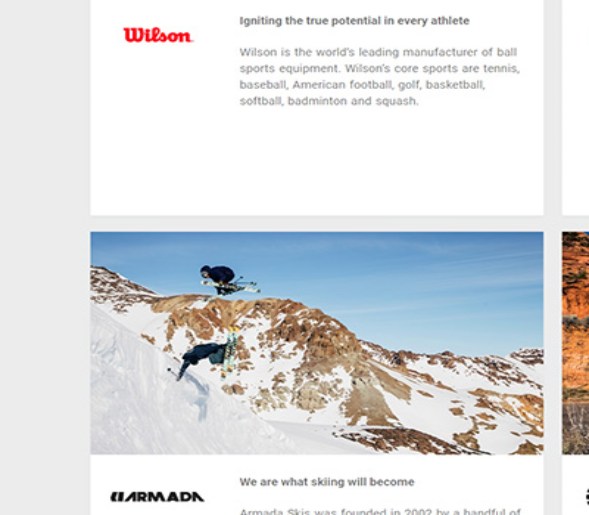 Wilson
Igniting the true potential in every athlete
Wilson is the world's leading manufacturer of ball
sports equipment. Wilson's core sports are tennis,
baseball, American football, golf, basketball,
softball, badminton and squash.
ARMADA
We are what skiing will become
Armada Skis was founded in 2002 by a handful of